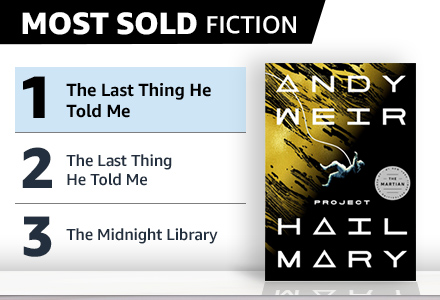 MOST SOLD FICTION
1
The Last Thing He
Told Me
2
The Last Thing
He Told Me
3
The Midnight Library
ANDY
WEIR
THE
MARTIAN
PROJECT
HAIL
MARY